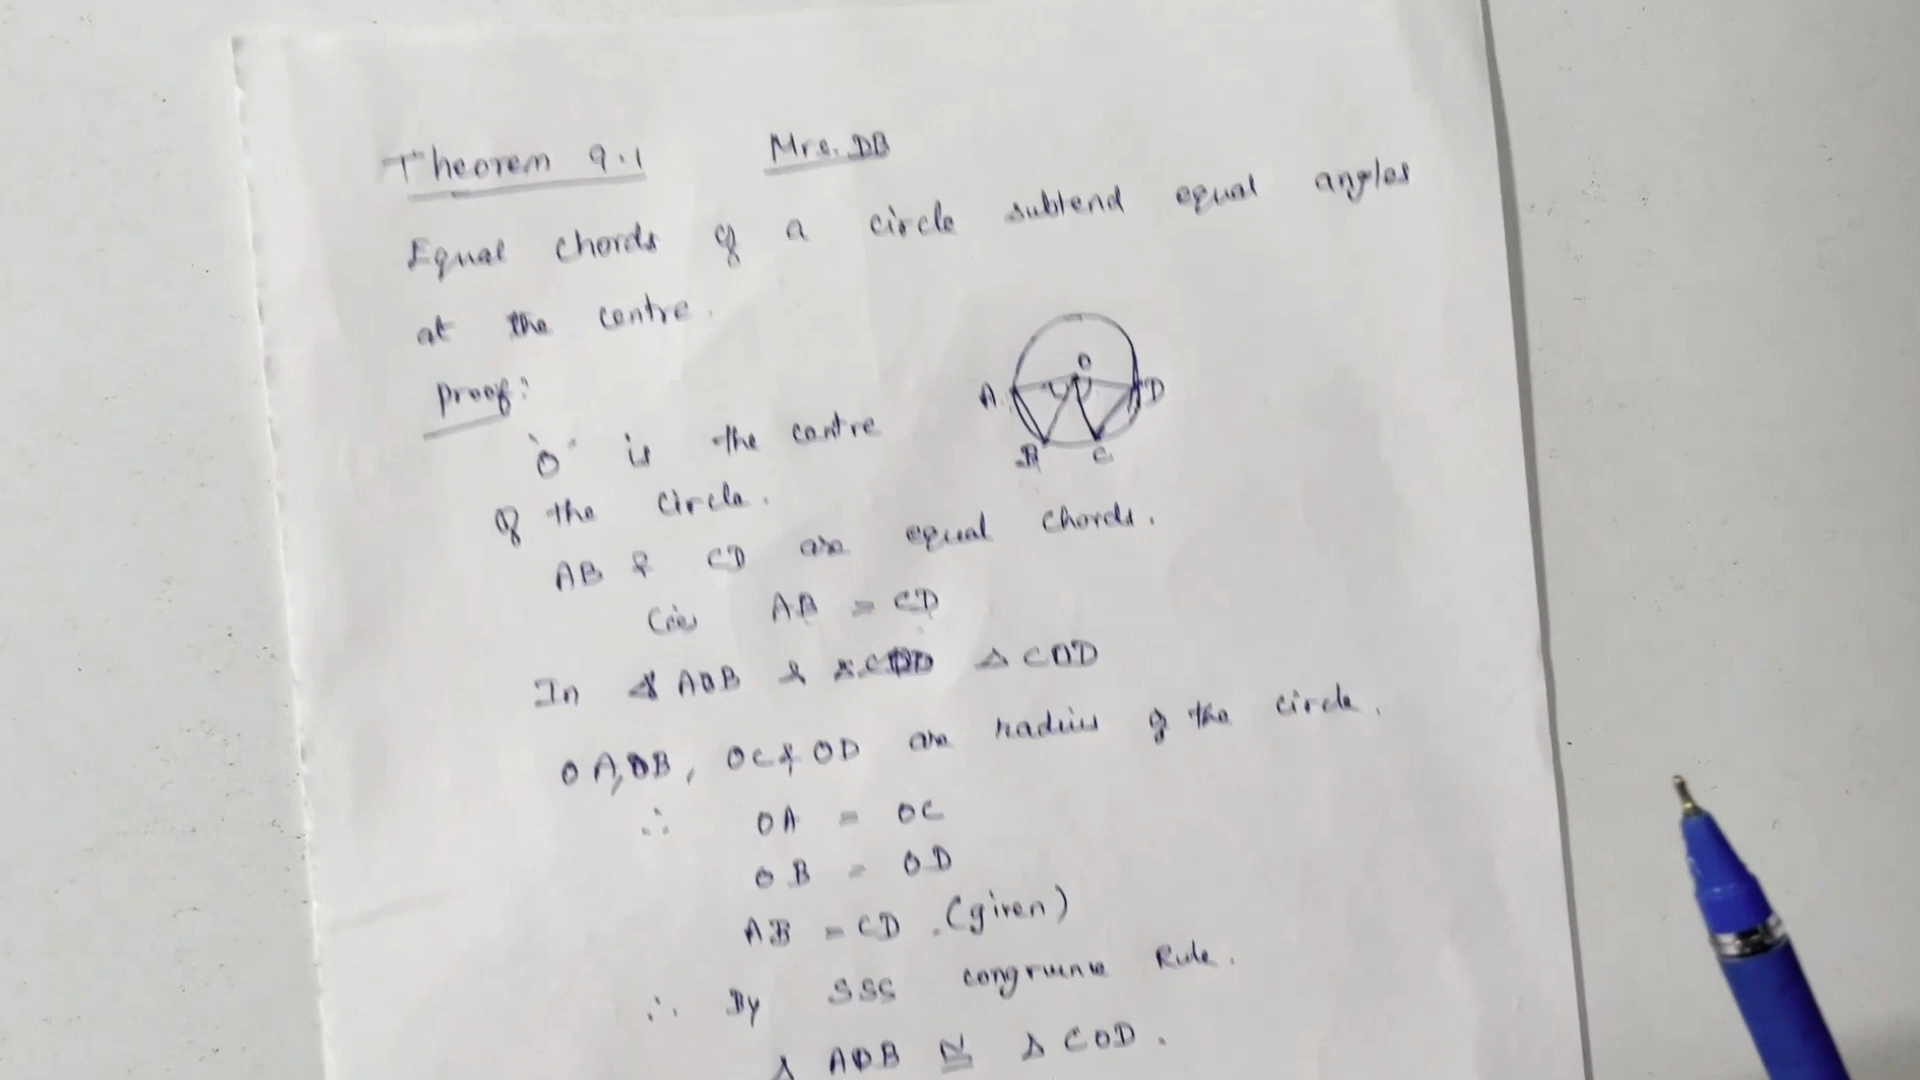 Theorem 9.1 Mrs. DB
Equal chords of a circle subtend equal angles
at the centre.
Proof:
O
A D
B C
'O' is the centre
of the circle.
AB & CD are equal chords.
(ie) AB = CD
In Δ AOB & Δ COD
OA, OB, OC & OD are radius of the circle.
∴ OA = OC
OB = OD
AB = CD. (given)
∴ By SSS congruence Rule.
Δ AOB ≅ Δ COD.